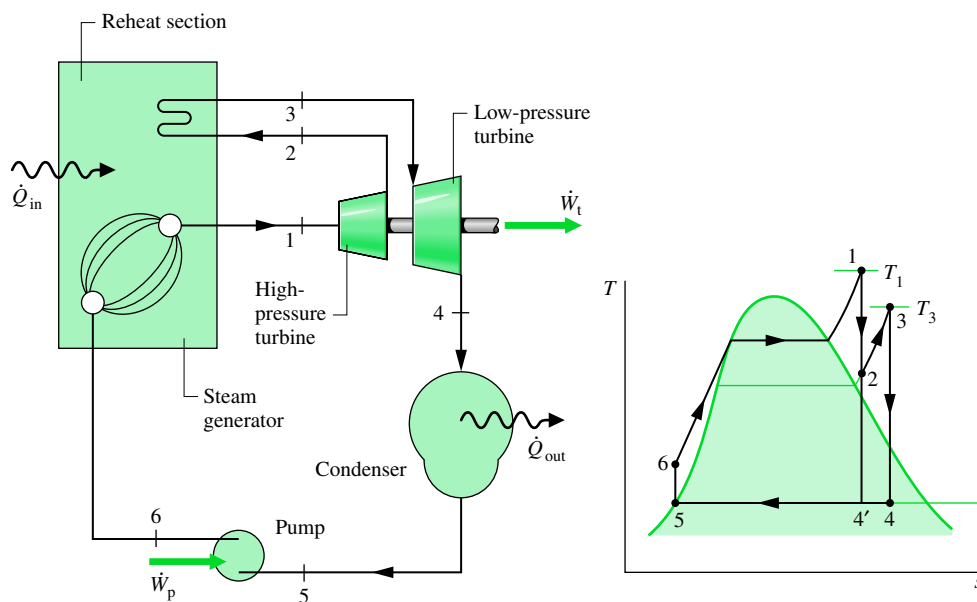 Reheat section
3
2
Low-pressure
turbine
Q̇in
1
Ẇt
High-
pressure
turbine
4
Steam
generator
Condenser
Q̇out
6
Pump
Ẇp
5
T
1
T1
3
T3
2
6
5
4′
4
s